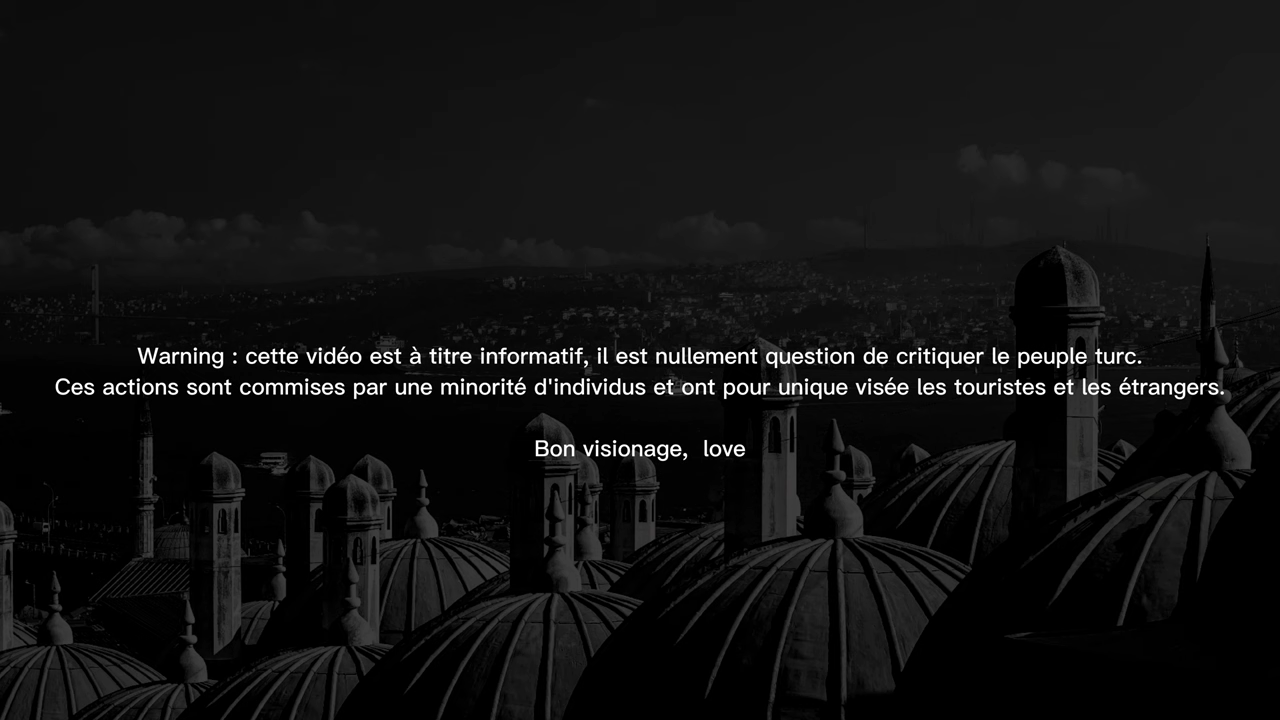 Warning : cette vidéo est à titre informatif, il est nullement question de critiquer le peuple turc.
Ces actions sont commises par une minorité d'individus et ont pour unique visée les touristes et les étrangers.
Bon visionage, love